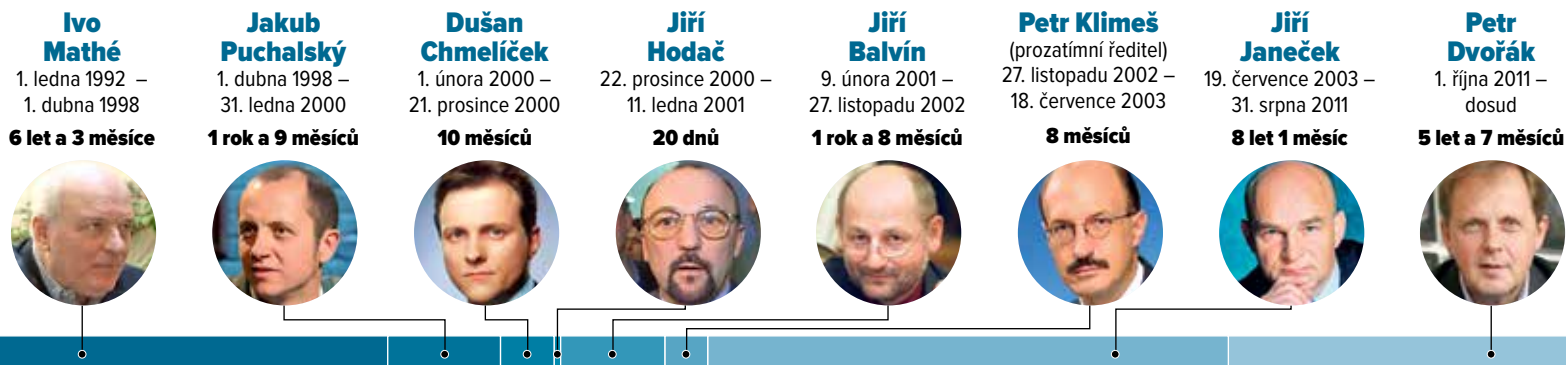 Ivo
Mathé
1. ledna 1992 –
1. dubna 1998
6 let a 3 měsíce
Jakub
Puchalský
1. dubna 1998 –
31. ledna 2000
1 rok a 9 měsíců
Dušan
Chmelíček
1. února 2000 –
21. prosince 2000
10 měsíců
Jiří
Hodač
22. prosince 2000 –
11. ledna 2001
20 dnů
Jiří
Balvín
9. února 2001 –
27. listopadu 2002
1 rok a 8 měsíců
Petr Klimeš
(prozatímní ředitel)
27. listopadu 2002 –
18. července 2003
8 měsíců
Jiří
Janeček
19. července 2003 –
31. srpna 2011
8 let 1 měsíc
Petr
Dvořák
1. října 2011 –
dosud
5 let a 7 měsíců